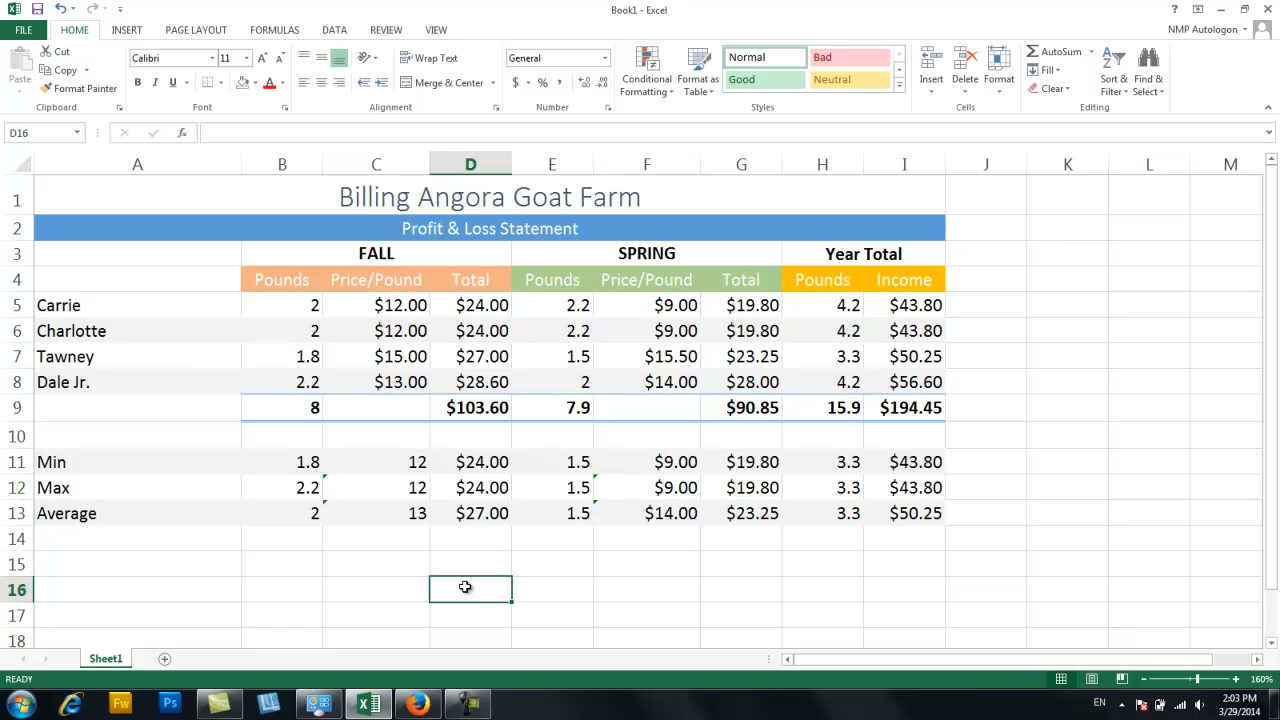 Book1 - Excel
FILE HOME INSERT PAGE LAYOUT FORMULAS DATA REVIEW VIEW NMP Autologon
Paste
Cut
Copy
Format Painter
Clipboard
Calibri 11
B I U
Font
Wrap Text
Merge & Center
Alignment
General
$ % ,
Number
Conditional
Formatting
Format as
Table
Normal Bad
Good Neutral
Styles
Insert Delete Format
Cells
AutoSum
Fill
Clear
Sort &
Filter
Find &
Select
Editing
D16 fx
A B C D E F G H I J K L M
1 Billing Angora Goat Farm
2 Profit & Loss Statement
3 FALL SPRING Year Total
4 Pounds Price/Pound Total Pounds Price/Pound Total Pounds Income
5 Carrie 2 $12.00 $24.00 2.2 $9.00 $19.80 4.2 $43.80
6 Charlotte 2 $12.00 $24.00 2.2 $9.00 $19.80 4.2 $43.80
7 Tawney 1.8 $15.00 $27.00 1.5 $15.50 $23.25 3.3 $50.25
8 Dale Jr. 2.2 $13.00 $28.60 2 $14.00 $28.00 4.2 $56.60
9 8 $103.60 7.9 $90.85 15.9 $194.45
10
11 Min 1.8 12 $24.00 1.5 $9.00 $19.80 3.3 $43.80
12 Max 2.2 12 $24.00 1.5 $9.00 $19.80 3.3 $43.80
13 Average 2 13 $27.00 1.5 $14.00 $23.25 3.3 $50.25
14
15
16
17
18
Sheet1
READY 160%
Fw Ps EN 2:03 PM
3/29/2014